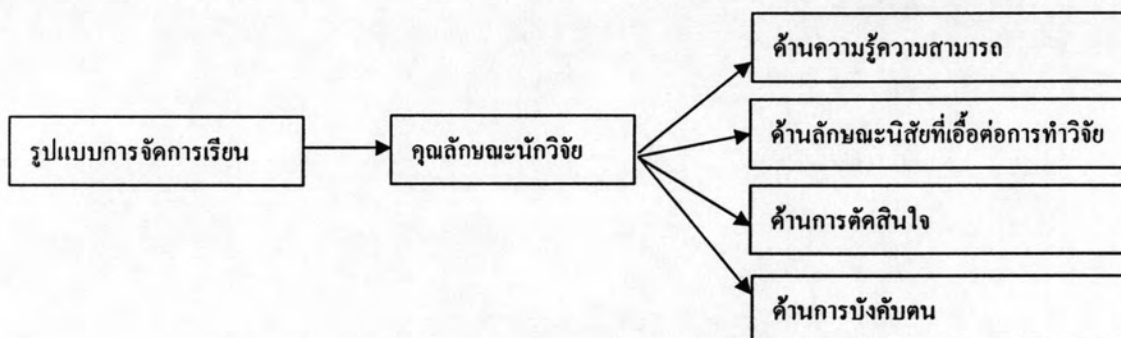 รูปแบบการจัดการเรียน
คุณลักษณะนักวิจัย
ด้านความรู้ความสามารถ
ด้านลักษณะนิสัยที่เอื้อต่อการทำวิจัย
ด้านการตัดสินใจ
ด้านการบังคับตน